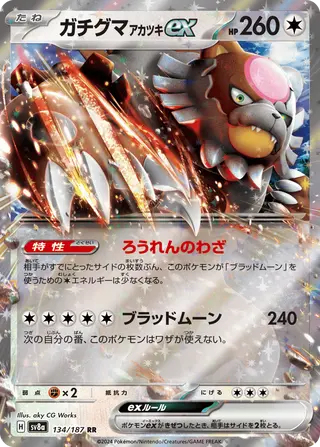 たね
ガチグマ アカツキ ex HP 260
特性 とくせい ろうれんのわざ
相手がすでにとったサイドの枚数ぶん、このポケモンが「ブラッドムーン」を
使うためのエネルギーは少なくなる。
ブラッドムーン 240
次の自分の番、このポケモンはワザが使えない。
弱点 ×2 抵抗力 にげる
Illus. aky CG Works
exルール
ポケモンexがきぜつしたとき、相手はサイドを2枚とる。
H sv8a 134/187 RR
©2024 Pokémon/Nintendo/Creatures/GAME FREAK.